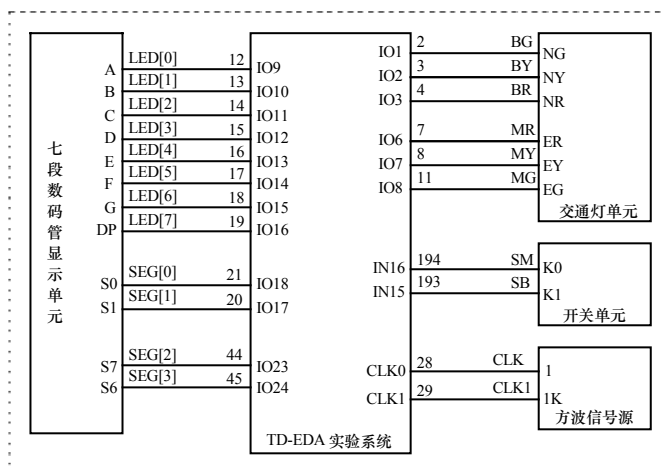 七段数码管显示单元
A LED[0] 12 IO9
B LED[1] 13 IO10
C LED[2] 14 IO11
D LED[3] 15 IO12
E LED[4] 16 IO13
F LED[5] 17 IO14
G LED[6] 18 IO15
DP LED[7] 19 IO16
S0 SEG[0] 21 IO18
S1 SEG[1] 20 IO17
S7 SEG[2] 44 IO23
S6 SEG[3] 45 IO24
TD-EDA 实验系统
IO1 2 BG NG
IO2 3 BY NY
IO3 4 BR NR
IO6 7 MR ER
IO7 8 MY EY
IO8 11 MG EG
交通灯单元
IN16 194 SM K0
IN15 193 SB K1
开关单元
CLK0 28 CLK 1
CLK1 29 CLK1 1K
方波信号源